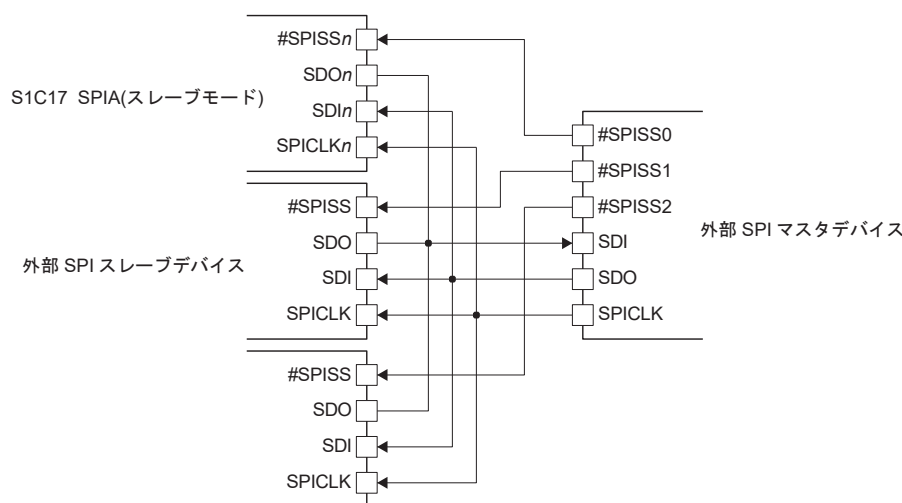 #SPISSn
SDOn
S1C17 SPIA(スレーブモード)
SDIn
SPICLKn
#SPISS
SDO
外部 SPI スレーブデバイス
SDI
SPICLK
#SPISS
SDO
SDI
SPICLK
#SPISS0
#SPISS1
#SPISS2
外部 SPI マスタデバイス
SDI
SDO
SPICLK